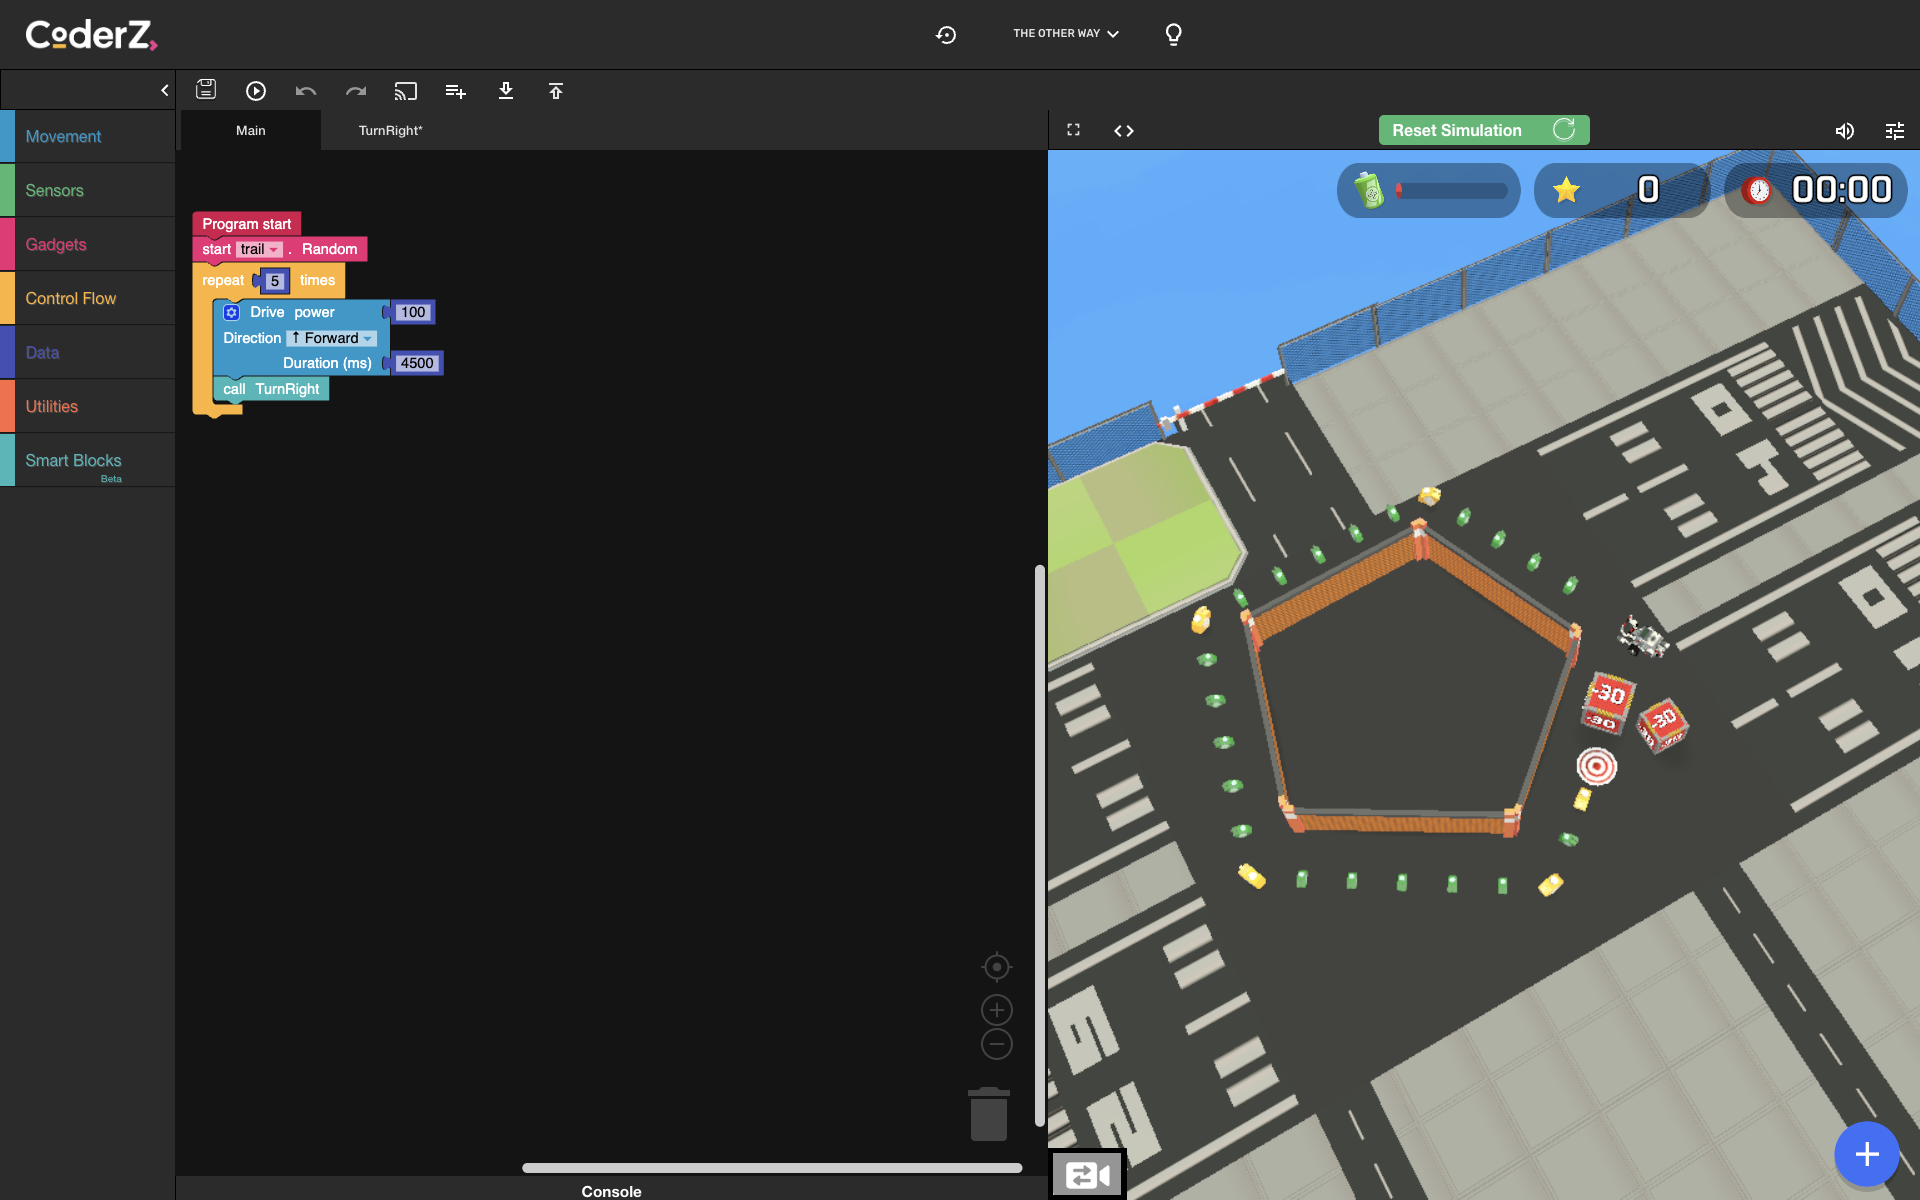 CoderZ
THE OTHER WAY
Main
TurnRight*
Reset Simulation
Movement
Sensors
Gadgets
Control Flow
Data
Utilities
Smart Blocks
Beta
Program start
start trail . Random
repeat 5 times
Drive power 100
Direction ↑ Forward
Duration (ms) 4500
call TurnRight
0
00:00
-30
-30
-30
Console